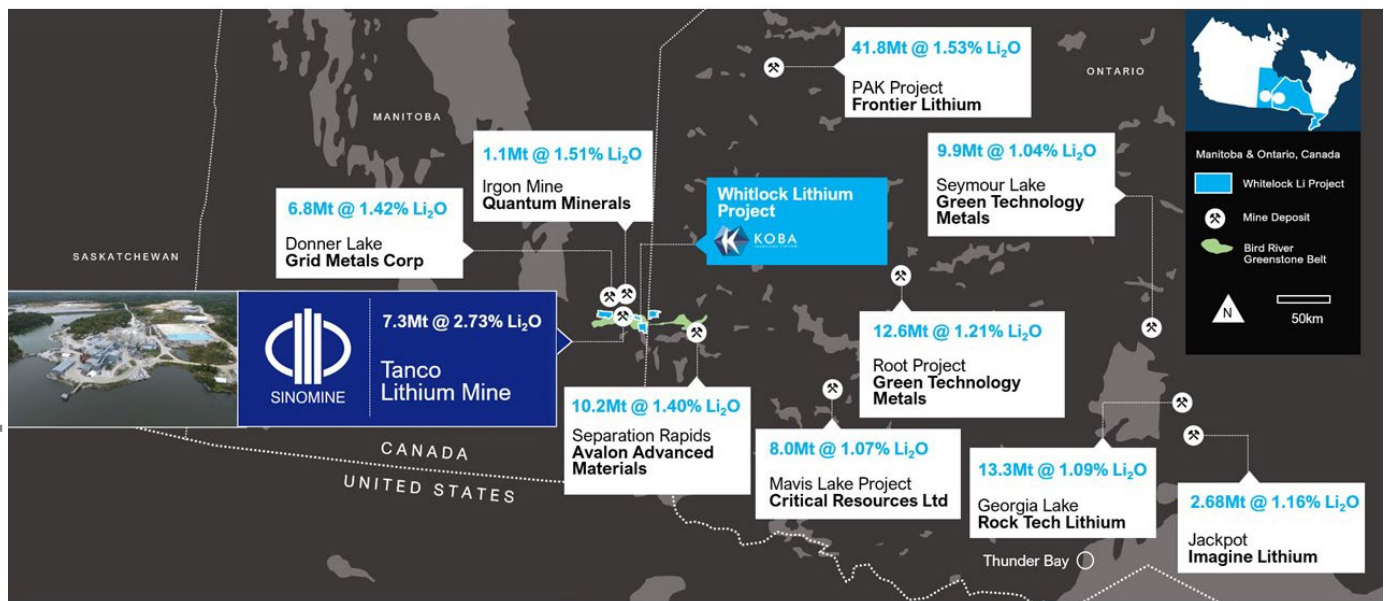 41.8Mt @ 1.53% Li₂O
PAK Project
Frontier Lithium
ONTARIO
MANITOBA
1.1Mt @ 1.51% Li₂O
Irgon Mine
Quantum Minerals
9.9Mt @ 1.04% Li₂O
Seymour Lake
Green Technology
Metals
Manitoba & Ontario, Canada
Whitelock Li Project
Mine Deposit
Bird River
Greenstone Belt
N
50km
6.8Mt @ 1.42% Li₂O
Donner Lake
Grid Metals Corp
Whitlock Lithium
Project
KOBA
SASKATCHEWAN
SINOMINE
7.3Mt @ 2.73% Li₂O
Tanco
Lithium Mine
12.6Mt @ 1.21% Li₂O
Root Project
Green Technology
Metals
10.2Mt @ 1.40% Li₂O
Separation Rapids
Avalon Advanced
Materials
8.0Mt @ 1.07% Li₂O
Mavis Lake Project
Critical Resources Ltd
13.3Mt @ 1.09% Li₂O
Georgia Lake
Rock Tech Lithium
2.68Mt @ 1.16% Li₂O
Jackpot
Imagine Lithium
CANADA
UNITED STATES
Thunder Bay